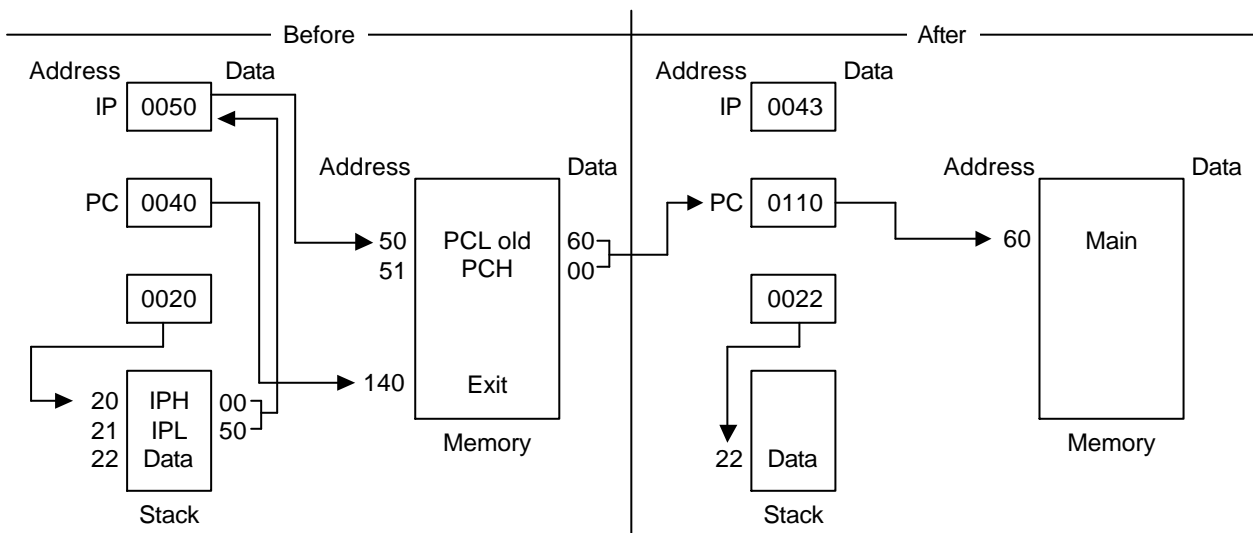 Before
Address
Data
IP
0050
PC
0040
0020
20
IPH
00
21
IPL
50
22
Data
Stack
Address
Data
50
PCL old
60
51
PCH
00
140
Exit
Memory
After
Address
Data
IP
0043
PC
0110
0022
22
Data
Stack
Address
Data
60
Main
Memory